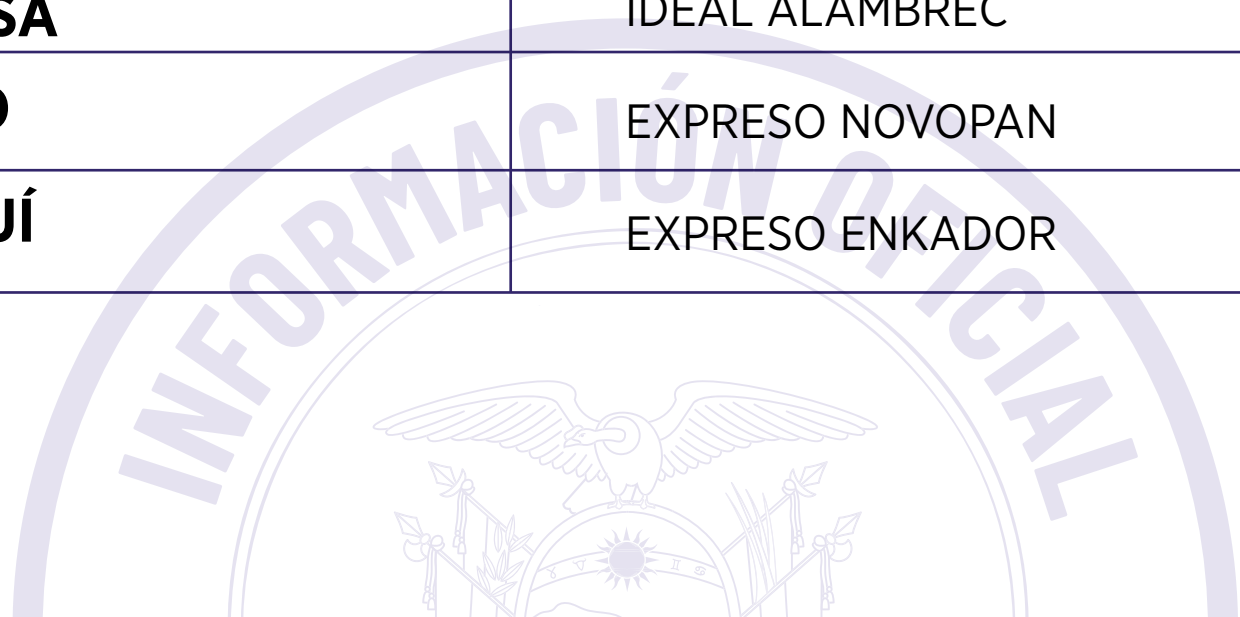 SA IDEAL ALAMBREC
O EXPRESO NOVOPAN
UÍ EXPRESO ENKADOR
INFORMACIÓN OFICIAL